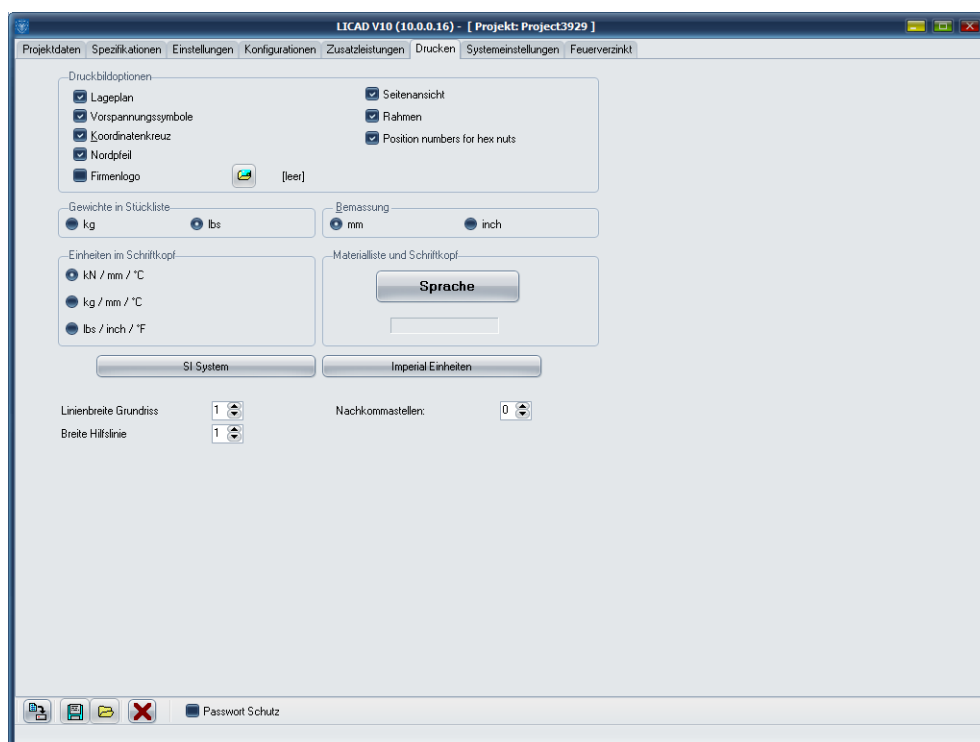 LICAD V10 (10.0.0.16) - [ Projekt: Project3929 ]
Projektdaten Spezifikationen Einstellungen Konfigurationen Zusatzleistungen Drucken Systemeinstellungen Feuerverzinkt
Druckbildoptionen
Lageplan Seitenansicht
Vorspannungssymbole Rahmen
Koordinatenkreuz Position numbers for hex nuts
Nordpfeil
Firmenlogo [leer]
Gewichte in Stückliste Bemassung
kg lbs mm inch
Einheiten im Schriftkopf Materialliste und Schriftkopf
kN / mm / °C
Sprache
kg / mm / °C
lbs / inch / °F
SI System Imperial Einheiten
Linienbreite Grundriss 1 Nachkommastellen: 0
Breite Hilfslinie 1
Passwort Schutz